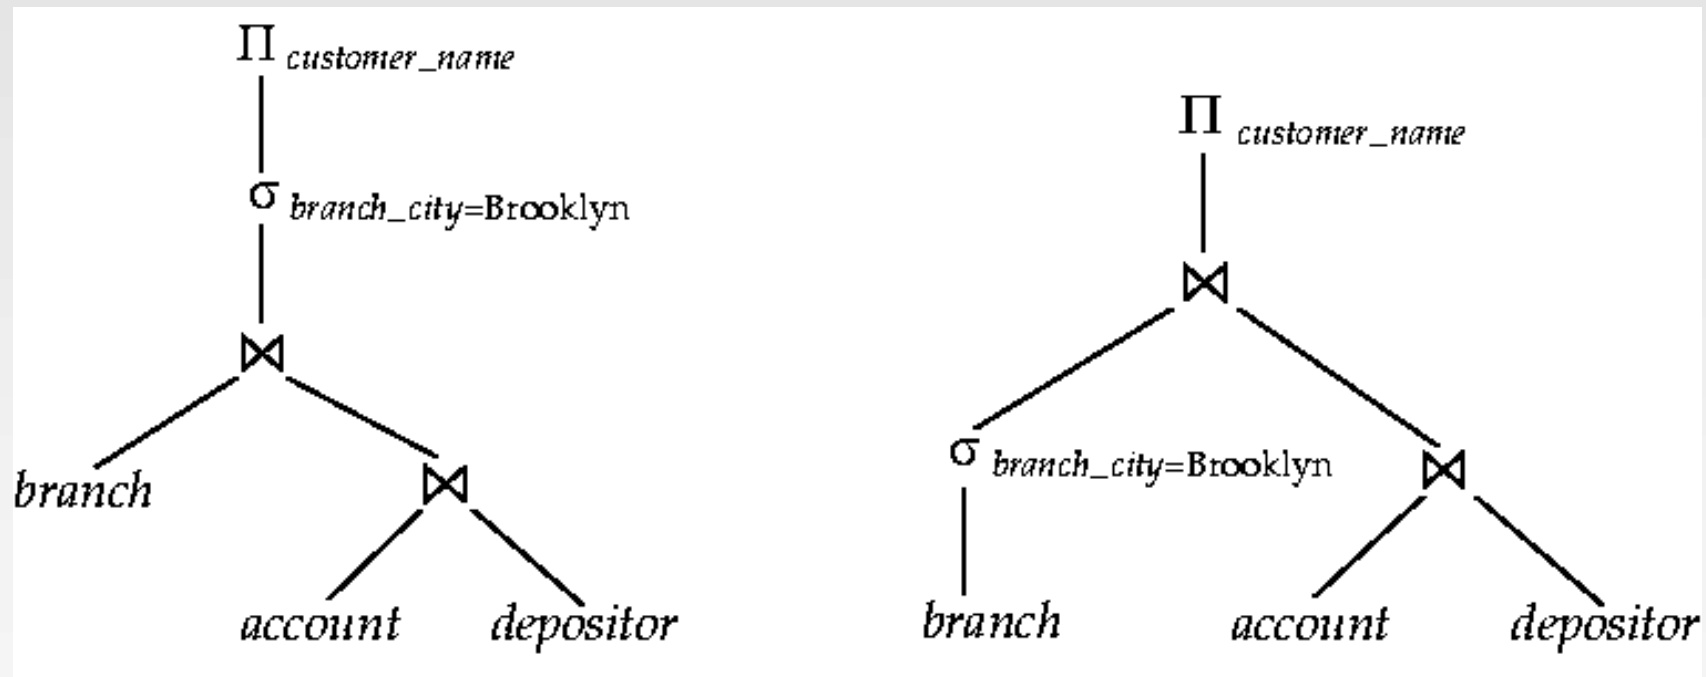 Π customer_name
σ branch_city=Brooklyn
⋈
branch
⋈
account depositor
Π customer_name
⋈
σ branch_city=Brooklyn
⋈
branch account depositor